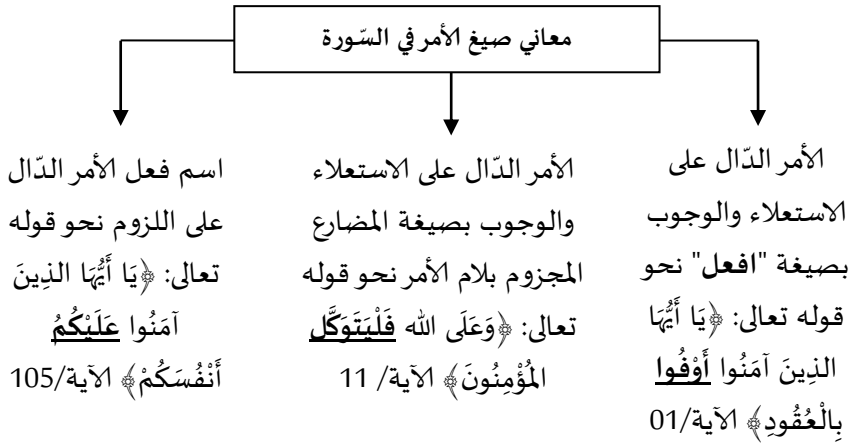 معاني صيغ الأمر في السّورة
الأمر الدّال على
الاستعلاء والوجوب
بصيغة "افعل" نحو
قوله تعالى: ﴿يَا أَيُّهَا
الذِينَ آمَنُوا أَوْفُوا
بِالْعُقُودِ﴾ الآية/01
الأمر الدّال على الاستعلاء
والوجوب بصيغة المضارع
المجزوم بلام الأمر نحو قوله
تعالى: ﴿وَعَلَى الله فَلْيَتَوَكَّل
المُؤْمِنُونَ﴾ الآية/ 11
اسم فعل الأمر الدّال
على اللزوم نحو قوله
تعالى: ﴿يَا أَيُّهَا الذِينَ
آمَنُوا عَلَيْكُمُ
أَنْفُسَكُمْ﴾ الآية/105